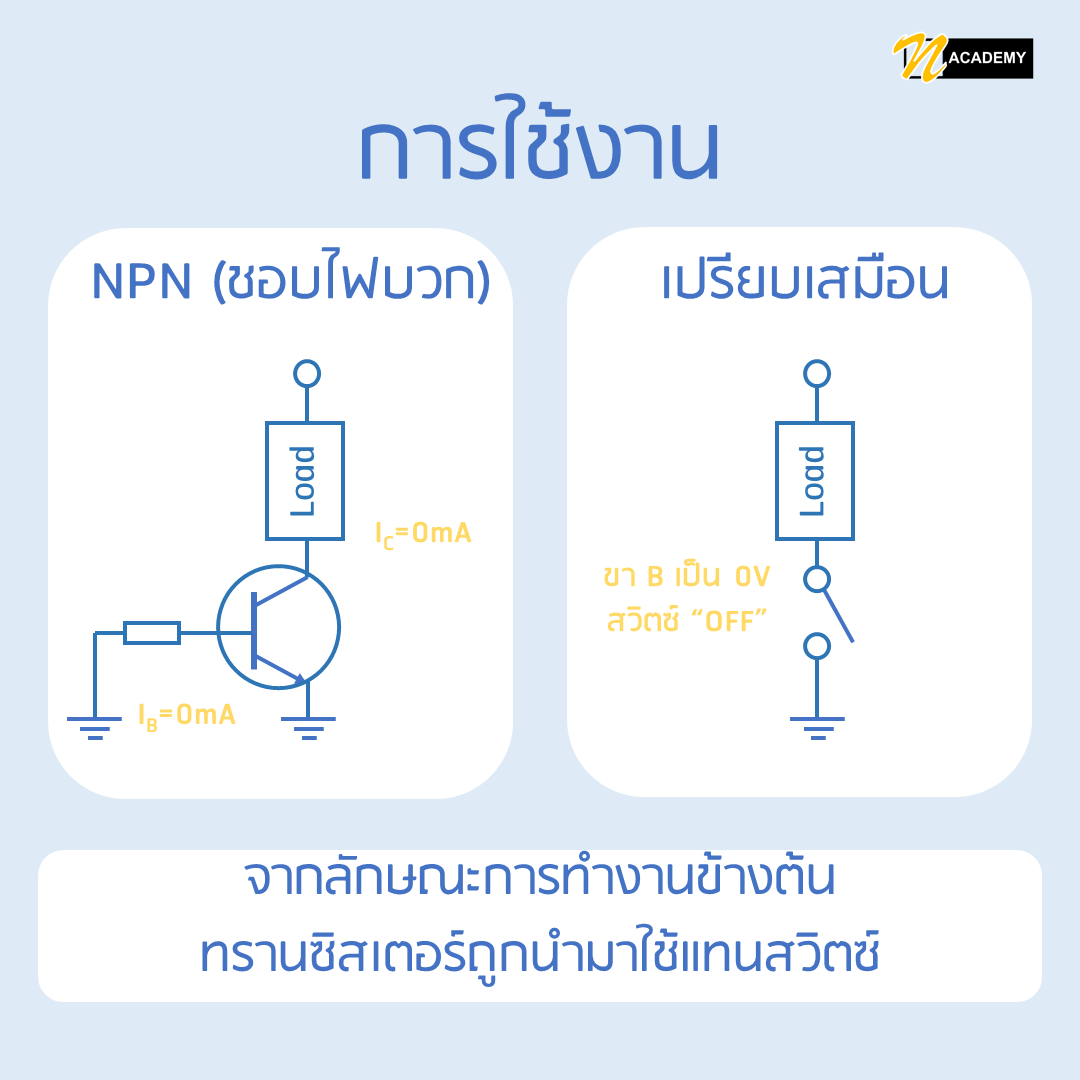 n ACADEMY
การใช้งาน
NPN (ชอบไฟบวก)
Load
IC=0mA
IB=0mA
เปรียบเสมือน
Load
ขา B เป็น 0V
สวิตซ์ “OFF”
จากลักษณะการทำงานข้างต้น
ทรานซิสเตอร์ถูกนำมาใช้แทนสวิตซ์